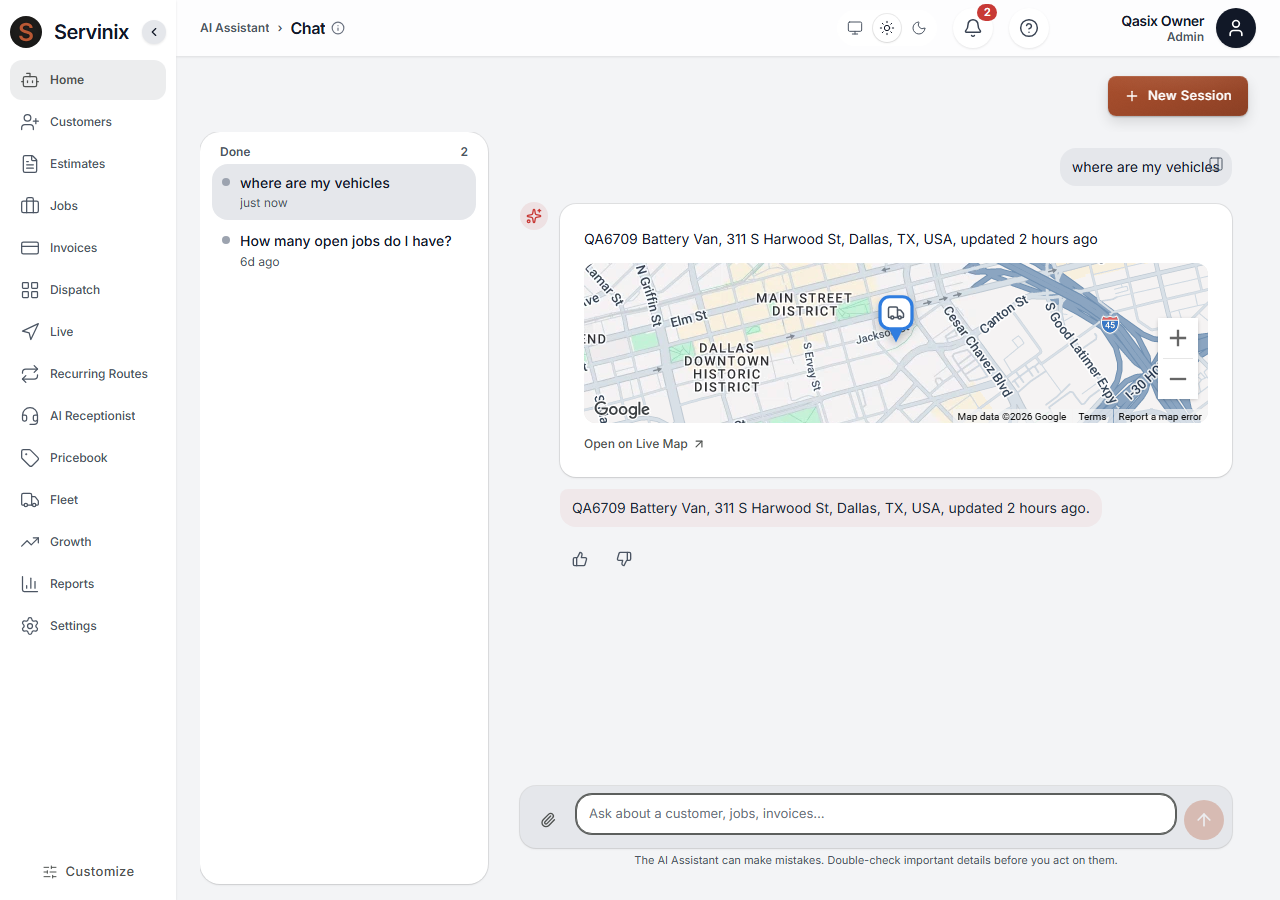 S Servinix
AI Assistant › Chat
2
Qasix Owner
Admin
Home
Customers
Estimates
Jobs
Invoices
Dispatch
Live
Recurring Routes
AI Receptionist
Pricebook
Fleet
Growth
Reports
Settings
Customize
+ New Session
Done 2
where are my vehicles
just now
How many open jobs do I have?
6d ago
where are my vehicles
QA6709 Battery Van, 311 S Harwood St, Dallas, TX, USA, updated 2 hours ago
Lamar St
N Griffin St
Elm St
MAIN STREET
DISTRICT
DALLAS
DOWNTOWN
HISTORIC
DISTRICT
S Ervay St
Cesar Chavez Blvd
Canton St
S Good Latimer Expy
45
Google
Map data ©2026 Google Terms Report a map error
Open on Live Map
QA6709 Battery Van, 311 S Harwood St, Dallas, TX, USA, updated 2 hours ago.
Ask about a customer, jobs, invoices...
The AI Assistant can make mistakes. Double-check important details before you act on them.